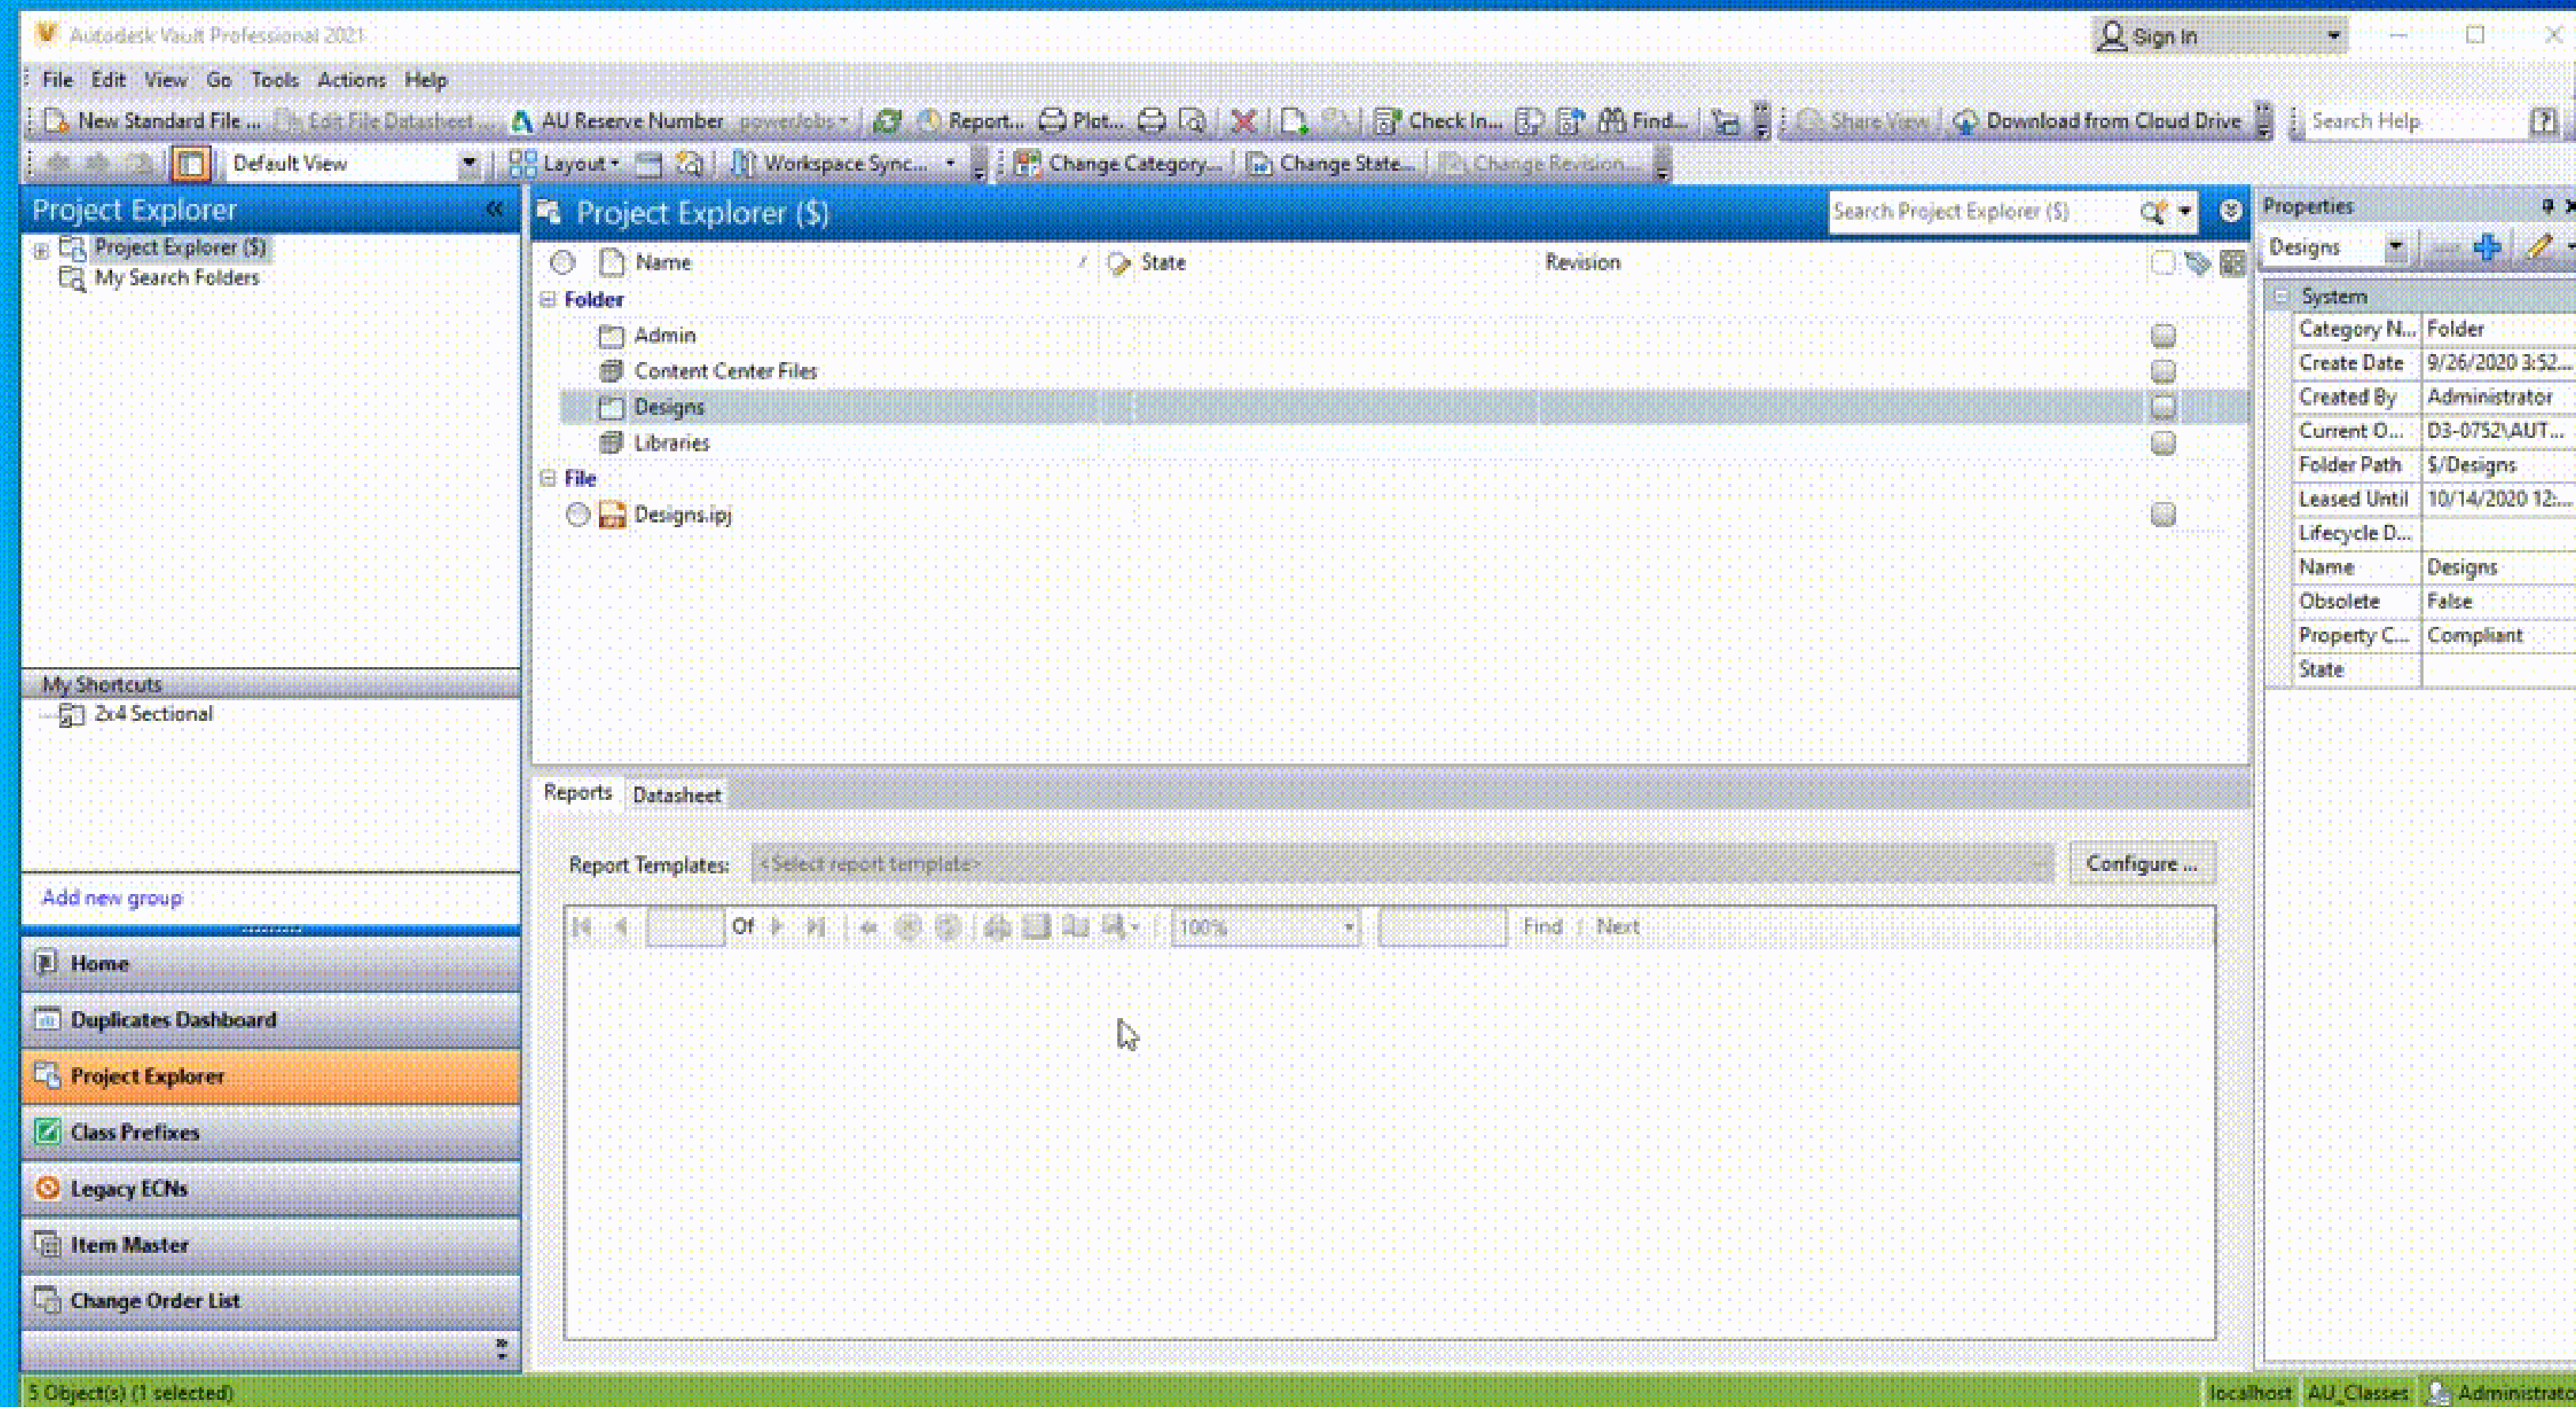 Autodesk Vault Professional 2021
Sign In
File Edit View Go Tools Actions Help
New Standard File ... Edit File Datasheet ... AU Reserve Number powerJobs Report... Plot... Check In... Find... Share View Download from Cloud Drive Search Help
Default View Layout Workspace Sync... Change Category... Change State... Change Revision...
Project Explorer
Project Explorer ($)
My Search Folders
My Shortcuts
2x4 Sectional
Add new group
Home
Duplicates Dashboard
Project Explorer
Class Prefixes
Legacy ECNs
Item Master
Change Order List
Project Explorer ($) Search Project Explorer ($)
Name State Revision
Folder
Admin
Content Center Files
Designs
Libraries
File
Designs.ipj
Reports Datasheet
Report Templates: <Select report template> Configure ...
Of 100% Find | Next
Properties
Designs
System
Category N... Folder
Create Date 9/26/2020 3:52...
Created By Administrator
Current O... D3-0752\AUT...
Folder Path $/Designs
Leased Until 10/14/2020 12:...
Lifecycle D...
Name Designs
Obsolete False
Property C... Compliant
State
5 Object(s) (1 selected) localhost AU_Classes Administrato